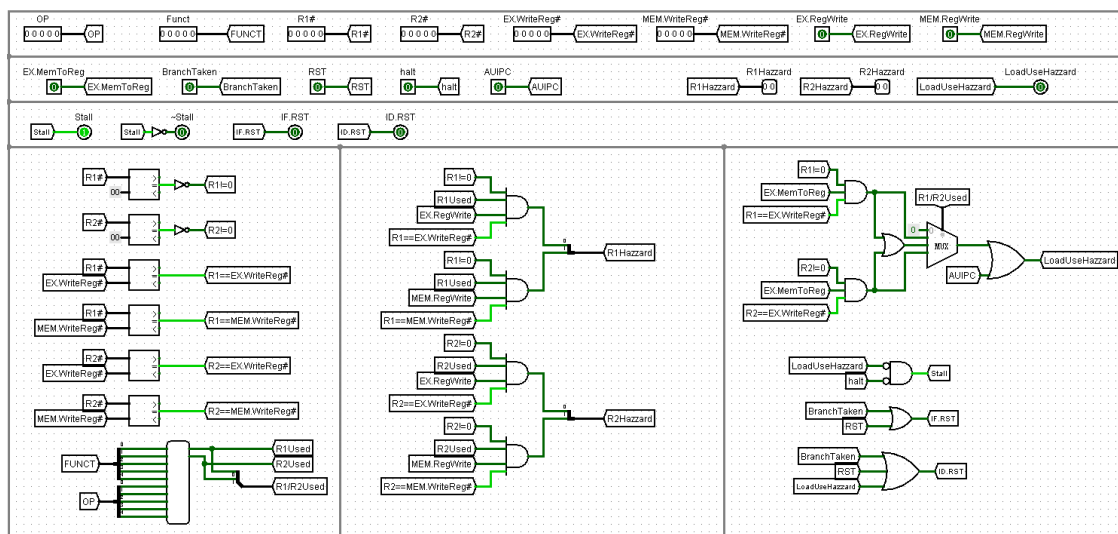 OP Funct R1# R2# EX.WriteReg# MEM.WriteReg# EX.RegWrite MEM.RegWrite
00000 OP 00000 FUNCT 00000 R1# 00000 R2# 00000 EX.WriteReg# 00000 MEM.WriteReg# 0 EX.RegWrite 0 MEM.RegWrite
EX.MemToReg BranchTaken RST halt AUIPC R1Hazzard R2Hazzard LoadUseHazzard
0 EX.MemToReg 0 BranchTaken 0 RST 0 halt 0 AUIPC R1Hazzard 00 R2Hazzard 00 LoadUseHazzard 0
Stall ~Stall IF.RST ID.RST
Stall 1 Stall 0 IF.RST 0 ID.RST 0
R1#
00
R1!=0
R2#
00
R2!=0
R1#
EX.WriteReg#
R1==EX.WriteReg#
R1#
MEM.WriteReg#
R1==MEM.WriteReg#
R2#
EX.WriteReg#
R2==EX.WriteReg#
R2#
MEM.WriteReg#
R2==MEM.WriteReg#
FUNCT
OP
R1Used
R2Used
R1/R2Used
R1!=0
R1Used
EX.RegWrite
R1==EX.WriteReg#
R1Hazzard
R1!=0
R1Used
MEM.RegWrite
R1==MEM.WriteReg#
R2!=0
R2Used
EX.RegWrite
R2==EX.WriteReg#
R2Hazzard
R2!=0
R2Used
MEM.RegWrite
R2==MEM.WriteReg#
R1!=0
EX.MemToReg
R1==EX.WriteReg#
R1/R2Used
0
MUX
R2!=0
EX.MemToReg
R2==EX.WriteReg#
AUIPC
LoadUseHazzard
LoadUseHazzard
halt
Stall
BranchTaken
RST
IF.RST
BranchTaken
RST
LoadUseHazzard
ID.RST